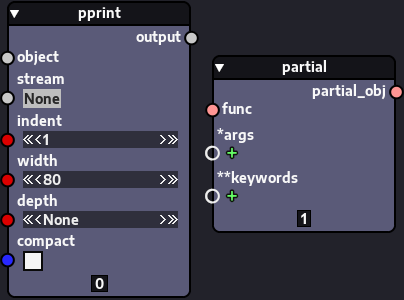 pprint
output
object
stream
None
indent
1
width
80
depth
None
compact
0
partial
partial_obj
func
*args
+
**keywords
+
1